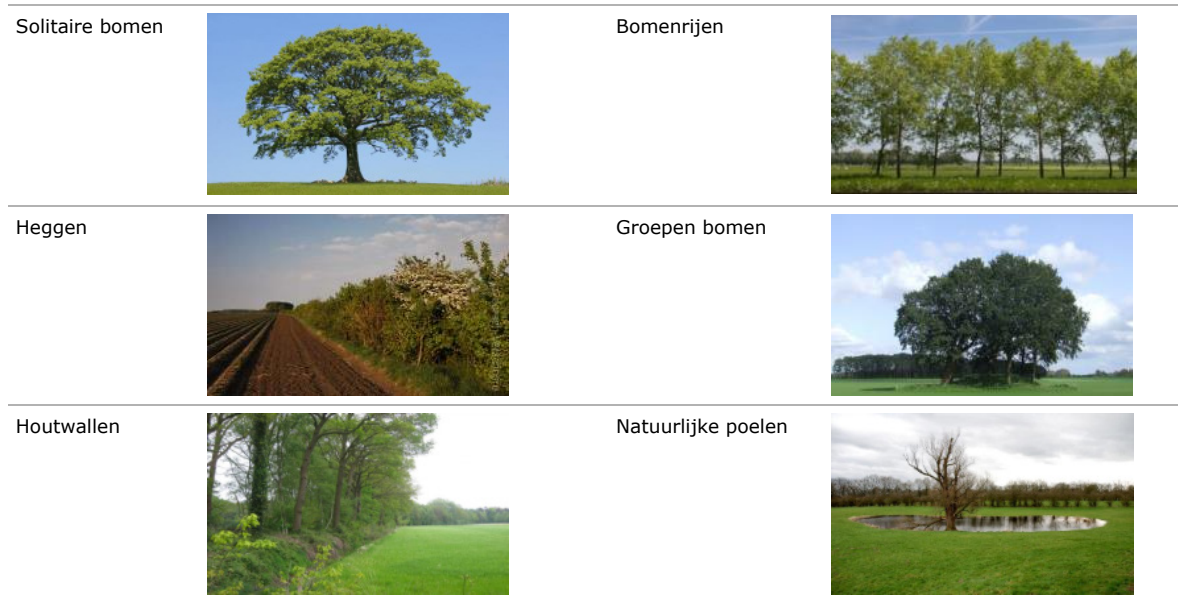 Solitaire bomen
Bomenrijen
Heggen
Groepen bomen
Houtwallen
Natuurlijke poelen